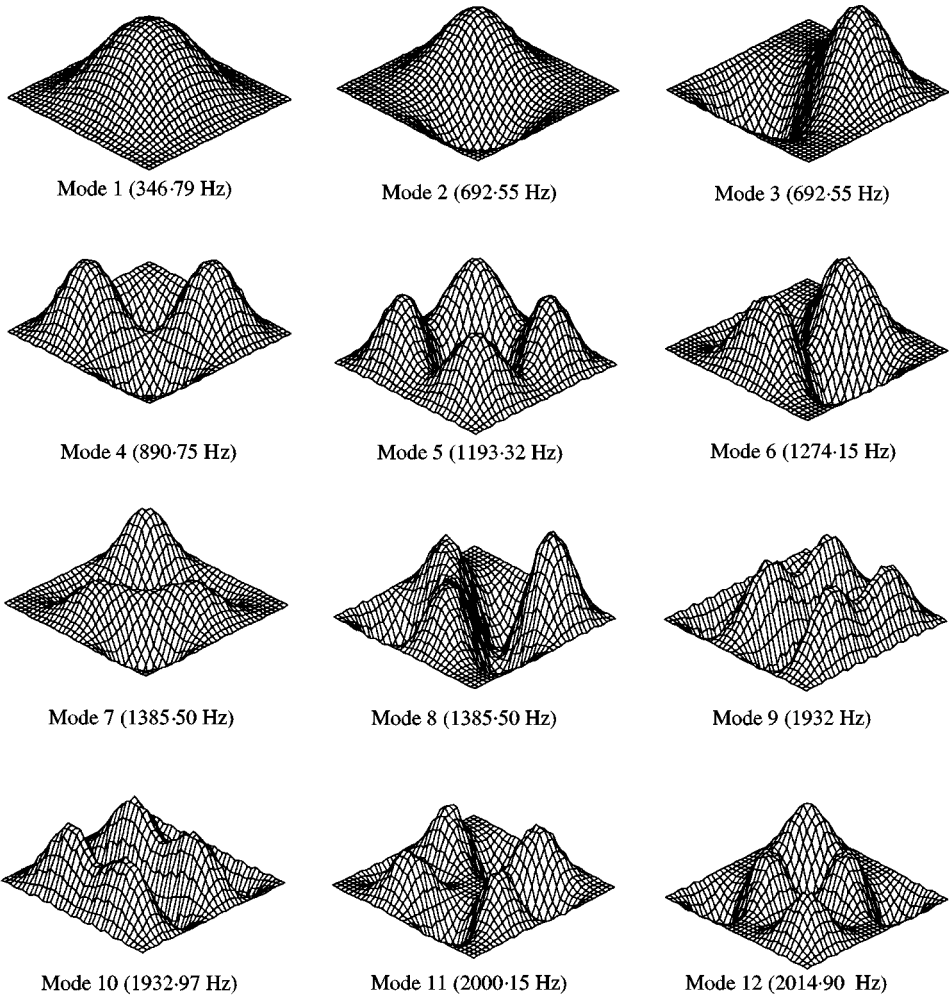 Mode 1 (346·79 Hz)
Mode 2 (692·55 Hz)
Mode 3 (692·55 Hz)
Mode 4 (890·75 Hz)
Mode 5 (1193·32 Hz)
Mode 6 (1274·15 Hz)
Mode 7 (1385·50 Hz)
Mode 8 (1385·50 Hz)
Mode 9 (1932 Hz)
Mode 10 (1932·97 Hz)
Mode 11 (2000·15 Hz)
Mode 12 (2014·90 Hz)